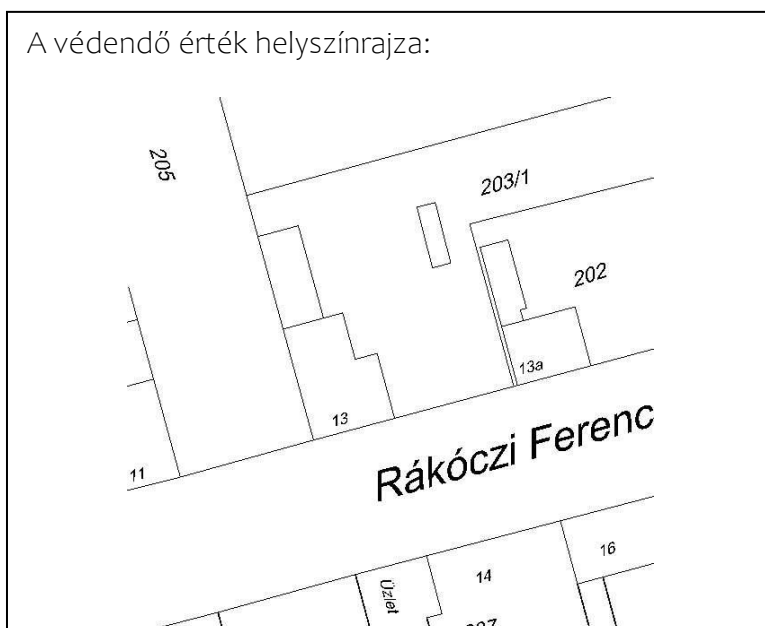 A védendő érték helyszínrajza:
205
203/1
202
13a
13
11
Rákóczi Ferenc
16
14
Üzlet